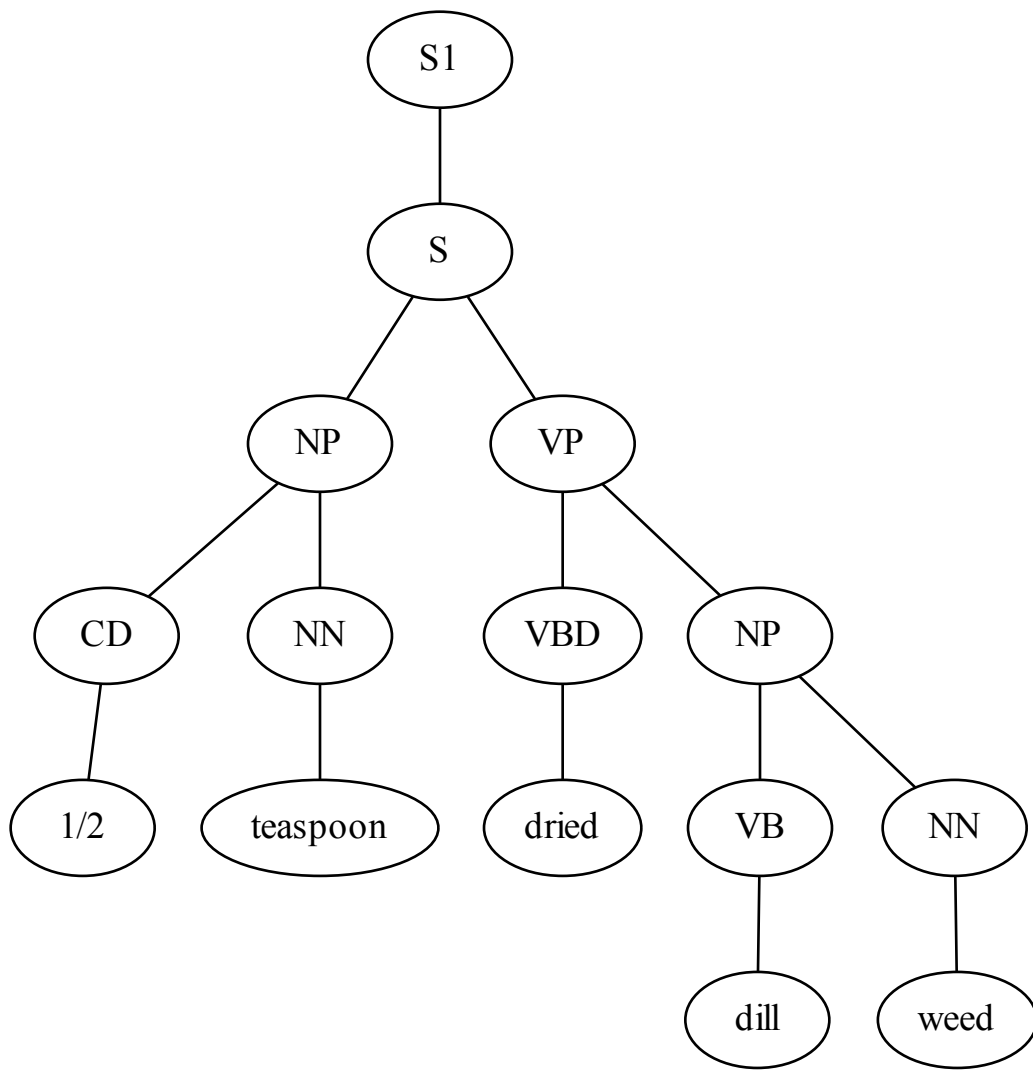 S1
S
NP VP
CD NN VBD NP
1/2 teaspoon dried VB NN
dill weed